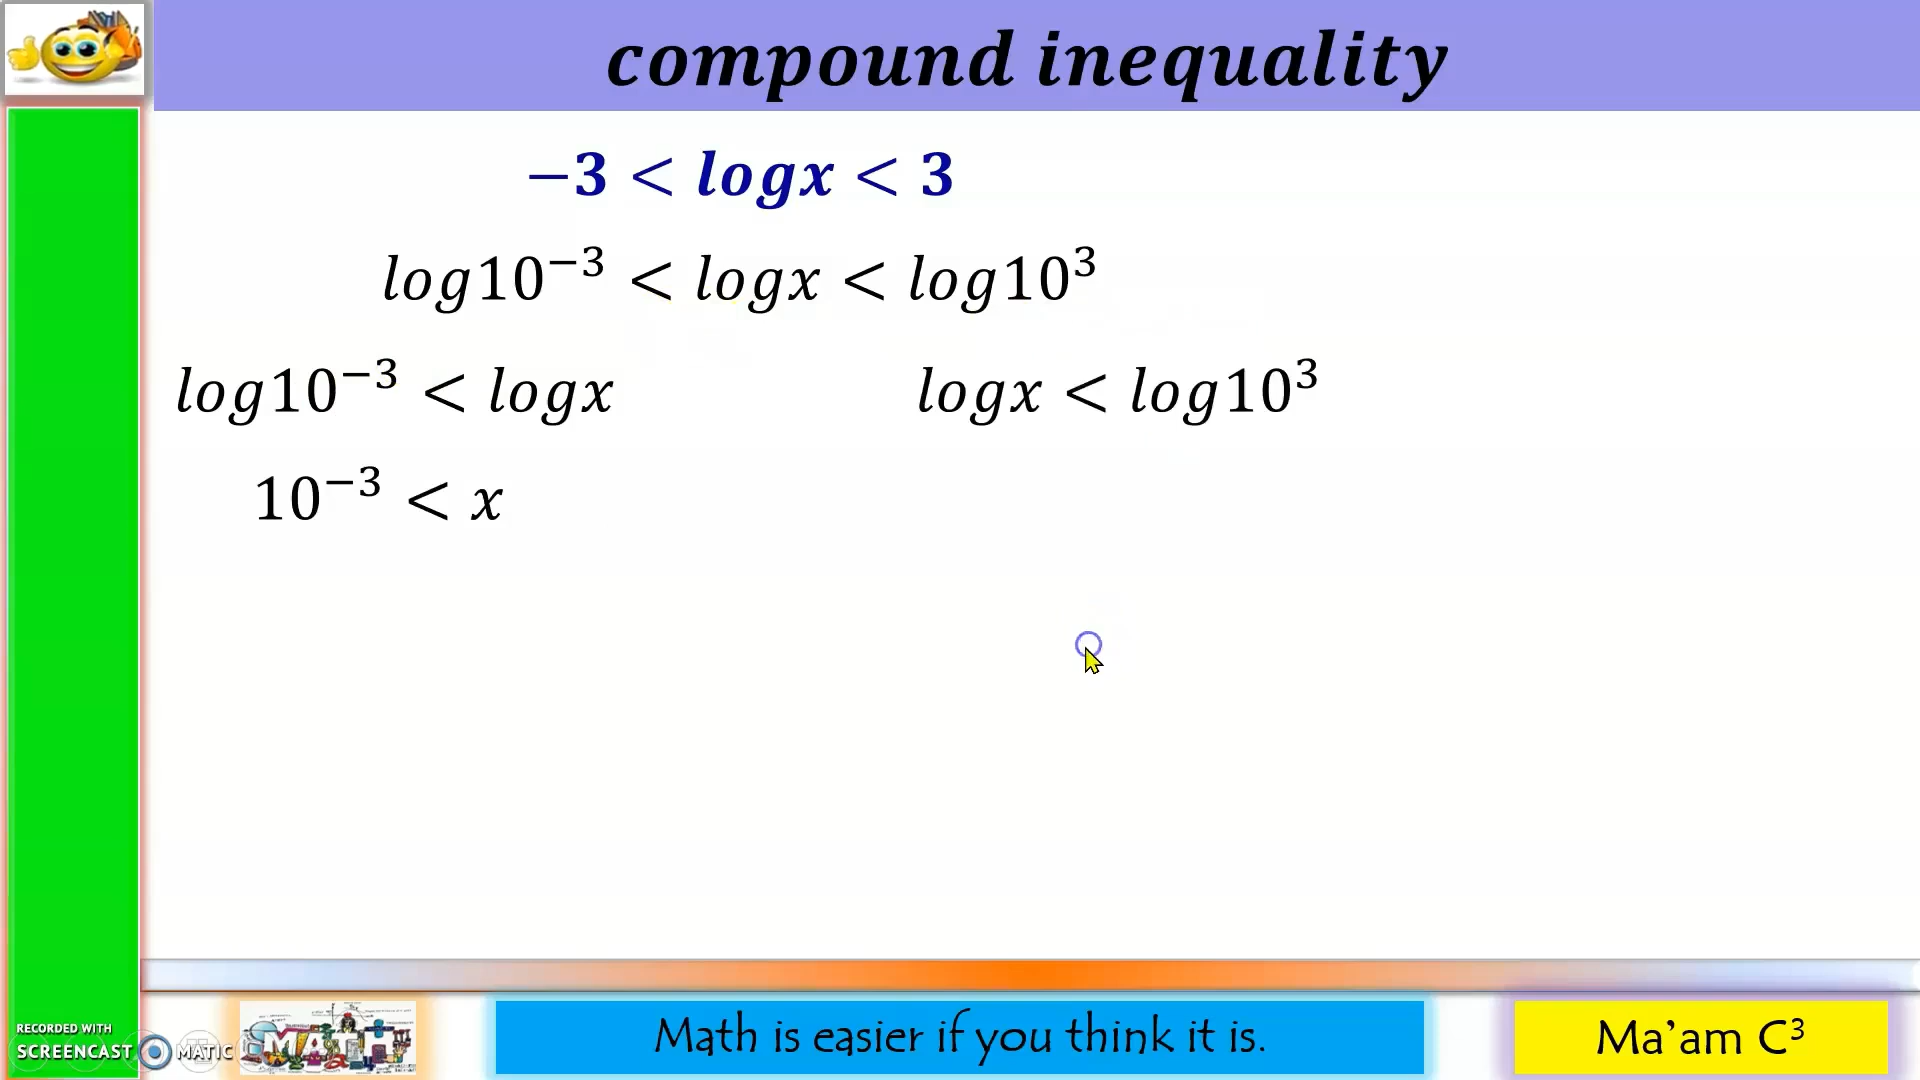 compound inequality
−3 < logx < 3
log10⁻³ < logx < log10³
log10⁻³ < logx
logx < log10³
10⁻³ < x
RECORDED WITH
SCREENCAST MATIC
MATH
Math is easier if you think it is.
Ma’am C³